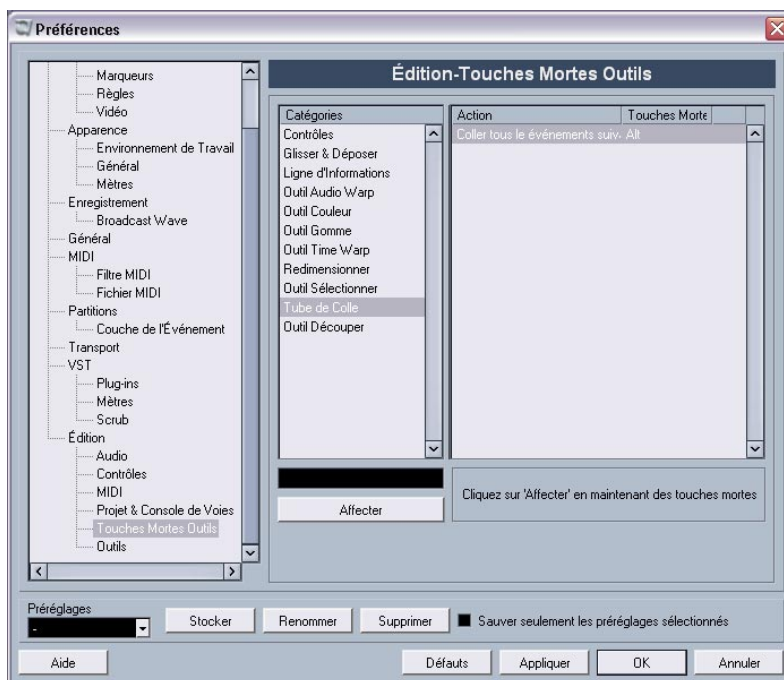 Préférences
Marqueurs
Règles
Vidéo
Apparence
Environnement de Travail
Général
Mètres
Enregistrement
Broadcast Wave
Général
MIDI
Filtre MIDI
Fichier MIDI
Partitions
Couche de l'Événement
Transport
VST
Plug-ins
Mètres
Scrub
Édition
Audio
Contrôles
MIDI
Projet & Console de Voies
Touches Mortes Outils
Outils
Édition-Touches Mortes Outils
Catégories
Contrôles
Glisser & Déposer
Ligne d'Informations
Outil Audio Warp
Outil Couleur
Outil Gomme
Outil Time Warp
Redimensionner
Outil Sélectionner
Tube de Colle
Outil Découper
Action Touches Morte
Coller tous le événements suiv. Alt
Affecter
Cliquez sur 'Affecter' en maintenant des touches mortes
Préréglages
-
Stocker
Renommer
Supprimer
Sauver seulement les préréglages sélectionnés
Aide
Défauts
Appliquer
OK
Annuler